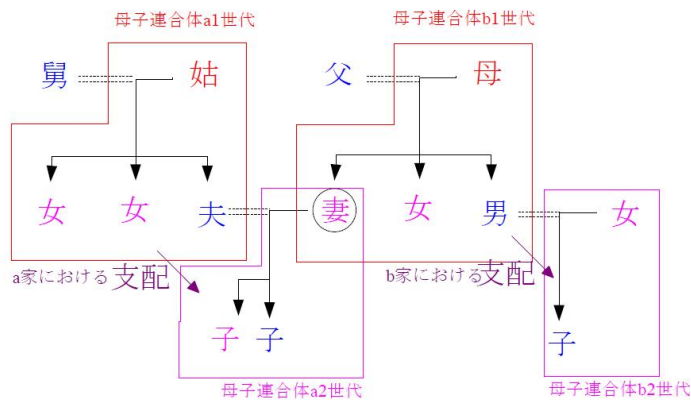 母子連合体a1世代
母子連合体b1世代
舅
姑
父
母
女
女
夫
妻
女
男
女
a家における支配
b家における支配
子
子
子
母子連合体a2世代
母子連合体b2世代